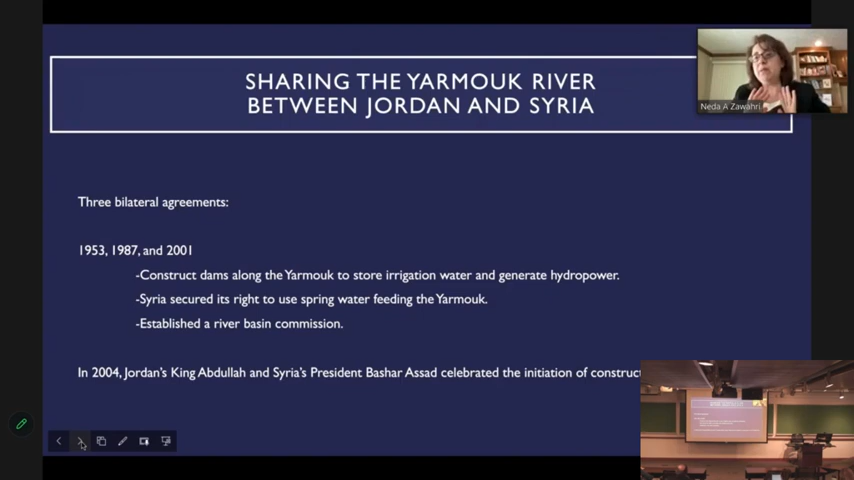 SHARING THE YARMOUK RIVER
BETWEEN JORDAN AND SYRIA
Neda A Zawahri
Three bilateral agreements:
1953, 1987, and 2001
-Construct dams along the Yarmouk to store irrigation water and generate hydropower.
-Syria secured its right to use spring water feeding the Yarmouk.
-Established a river basin commission.
In 2004, Jordan's King Abdullah and Syria's President Bashar Assad celebrated the initiation of